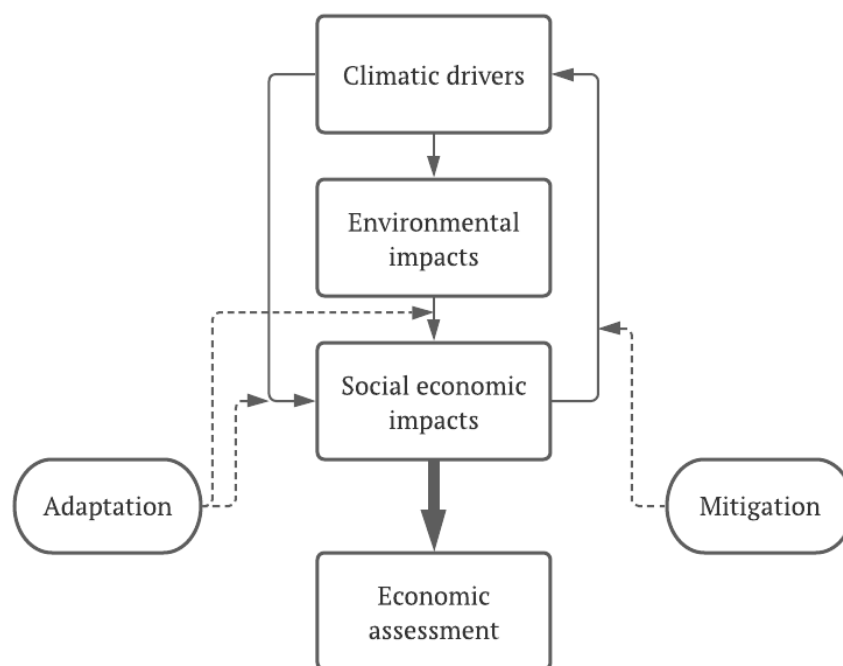 Climatic drivers
Environmental
impacts
Social economic
impacts
Adaptation
Mitigation
Economic
assessment